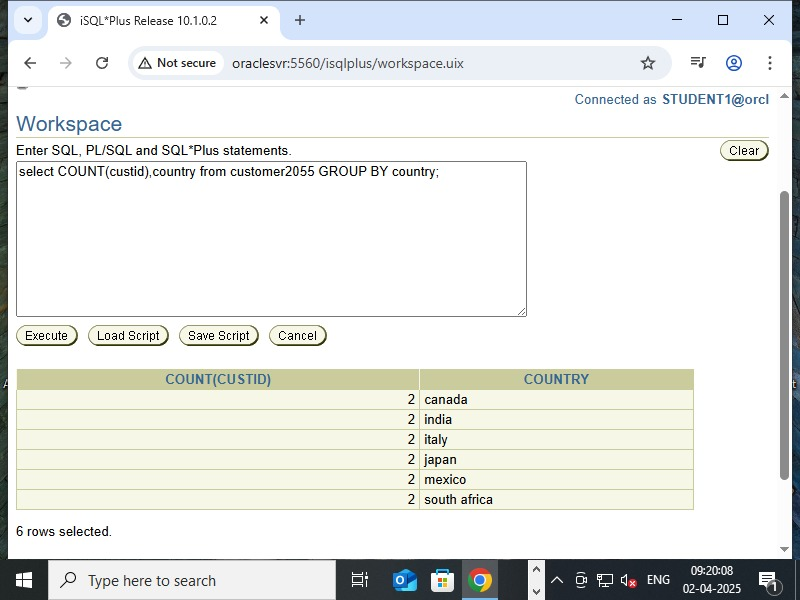 iSQL*Plus Release 10.1.0.2
Not secure oraclesvr:5560/isqlplus/workspace.uix
Connected as STUDENT1@orcl
Workspace
Enter SQL, PL/SQL and SQL*Plus statements.
Clear
select COUNT(custid),country from customer2055 GROUP BY country;
Execute Load Script Save Script Cancel
COUNT(CUSTID) COUNTRY
2 canada
2 india
2 italy
2 japan
2 mexico
2 south africa
6 rows selected.
Type here to search
ENG
09:20:08
02-04-2025
1